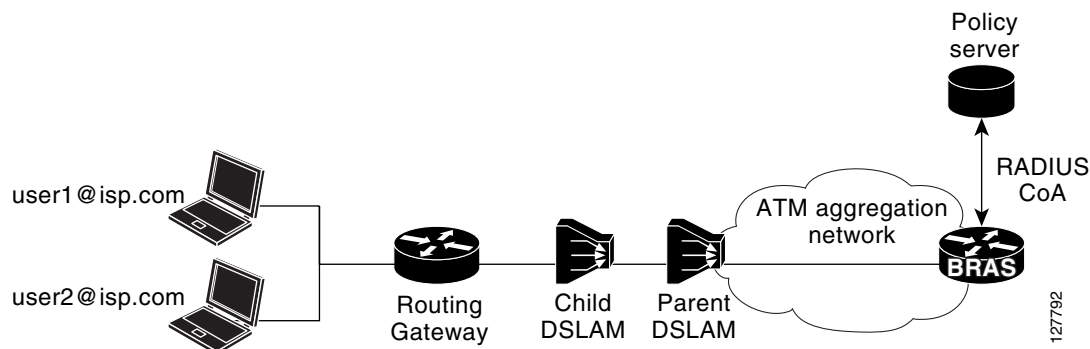 Policy
server
RADIUS
CoA
user1@isp.com
ATM aggregation
network
BRAS
user2@isp.com
Routing
Gateway
Child
DSLAM
Parent
DSLAM
127792